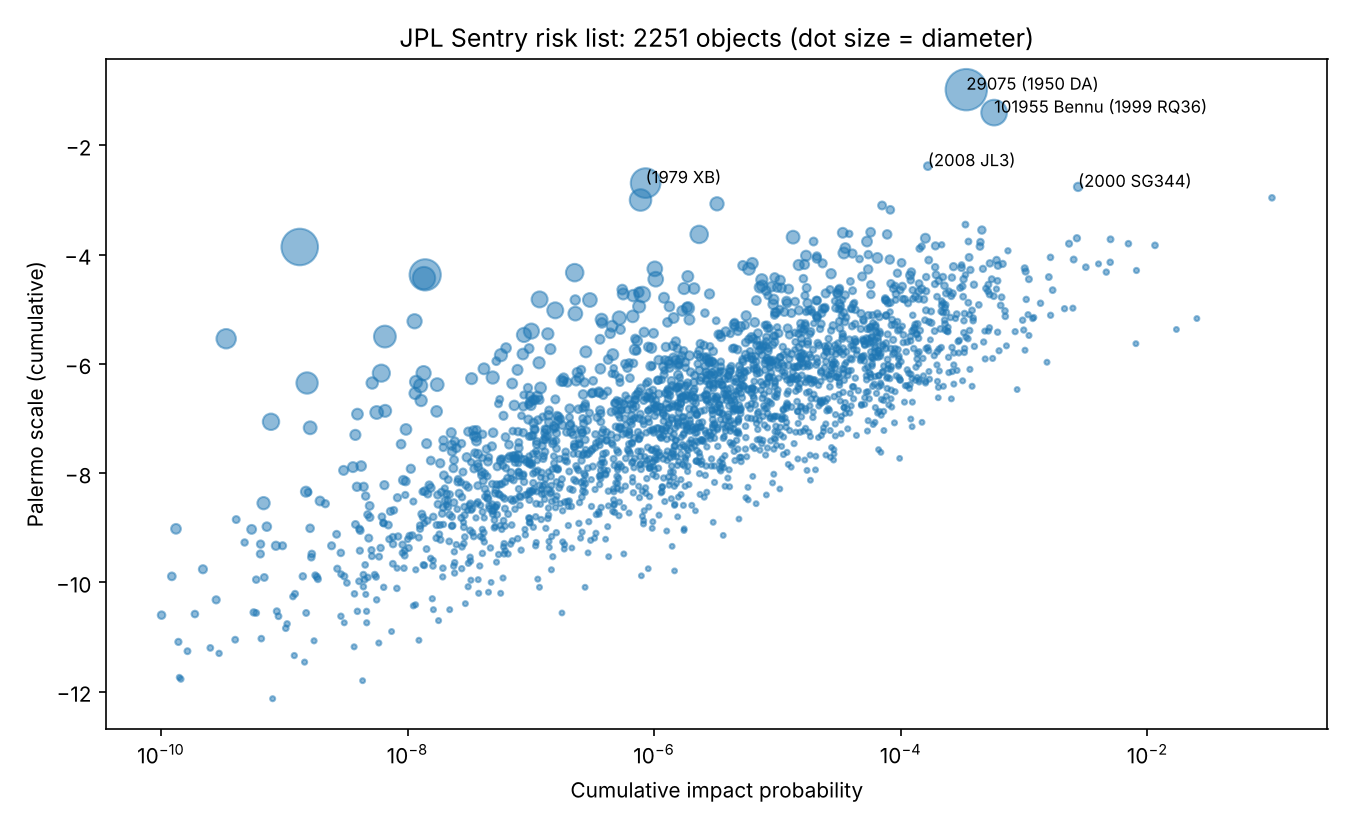 JPL Sentry risk list: 2251 objects (dot size = diameter)
29075 (1950 DA)
101955 Bennu (1999 RQ36)
(2008 JL3)
(1979 XB)
(2000 SG344)
Palermo scale (cumulative)
−2
−4
−6
−8
−10
−12
10⁻¹⁰
10⁻⁸
10⁻⁶
10⁻⁴
10⁻²
Cumulative impact probability